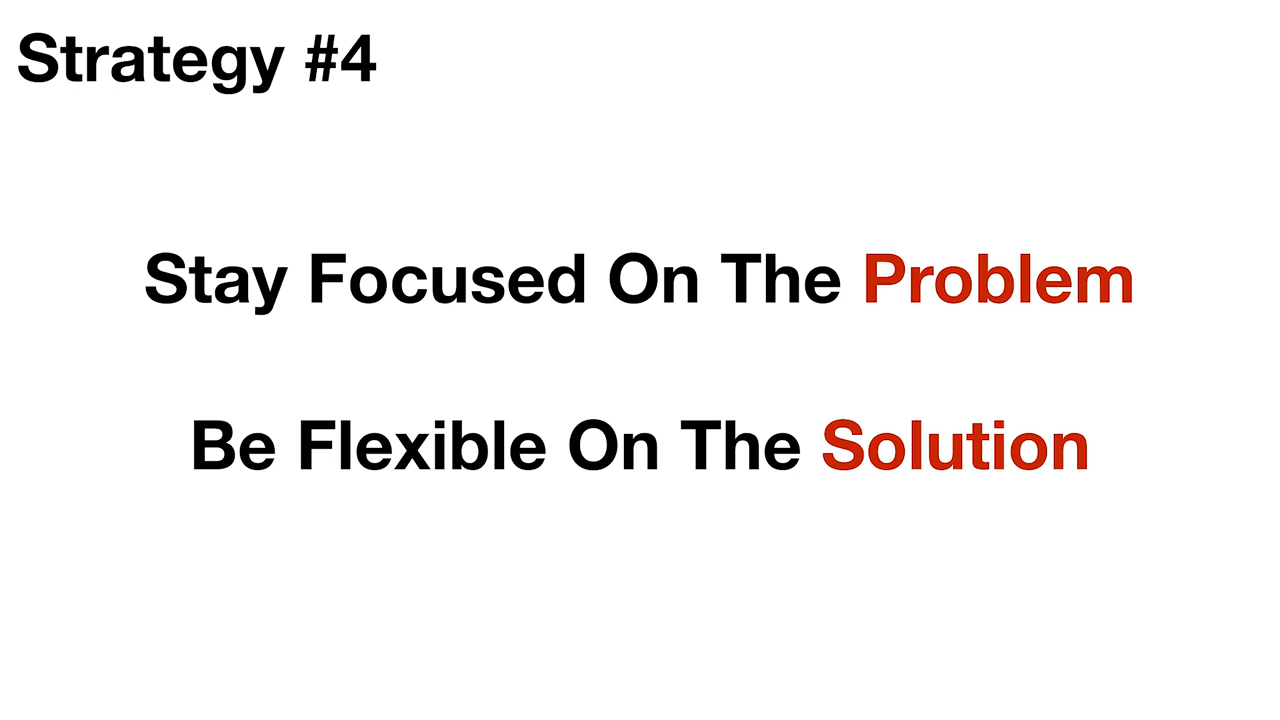 Strategy #4
Stay Focused On The Problem
Be Flexible On The Solution